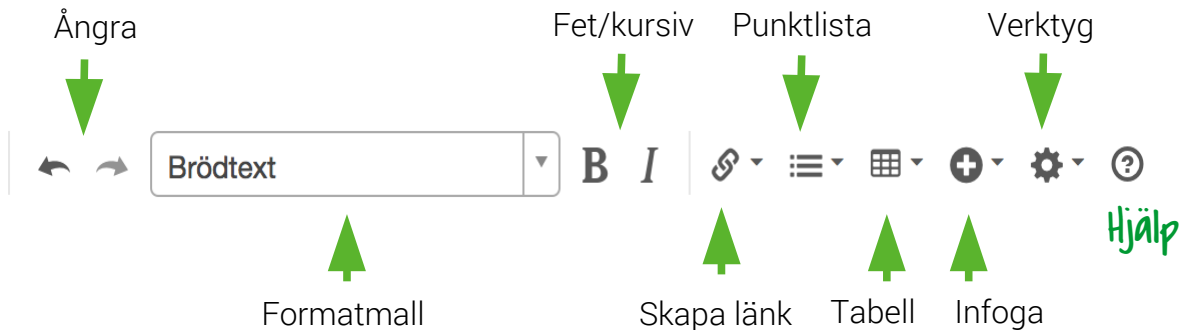 Ångra
Fet/kursiv
Punktlista
Verktyg
Brödtext
B I
Hjälp
Formatmall
Skapa länk
Tabell
Infoga